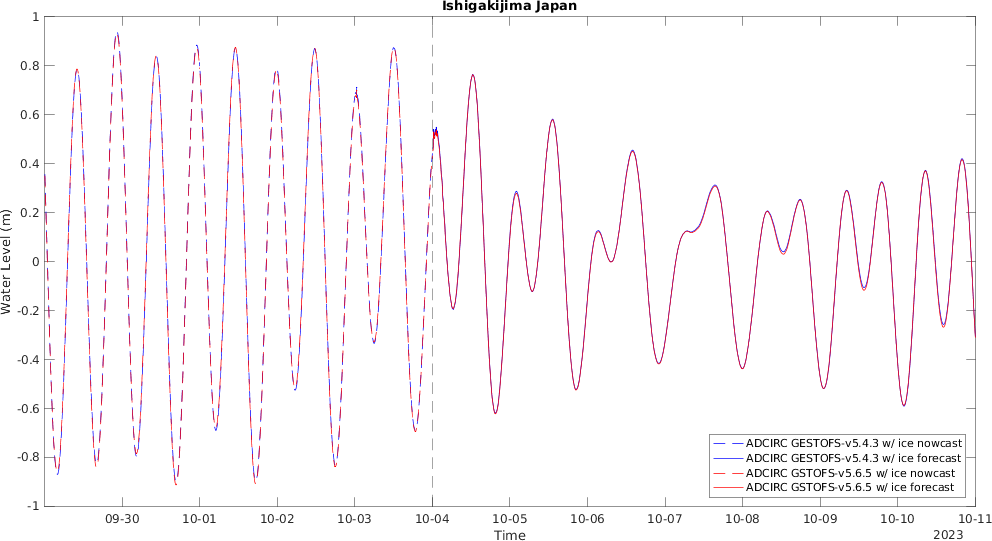 Ishigakijima Japan
Water Level (m)
1
0.8
0.6
0.4
0.2
0
-0.2
-0.4
-0.6
-0.8
-1
ADCIRC GESTOFS-v5.4.3 w/ ice nowcast
ADCIRC GESTOFS-v5.4.3 w/ ice forecast
ADCIRC GSTOFS-v5.6.5 w/ ice nowcast
ADCIRC GSTOFS-v5.6.5 w/ ice forecast
09-30 10-01 10-02 10-03 10-04 10-05 10-06 10-07 10-08 10-09 10-10 10-11
Time
2023